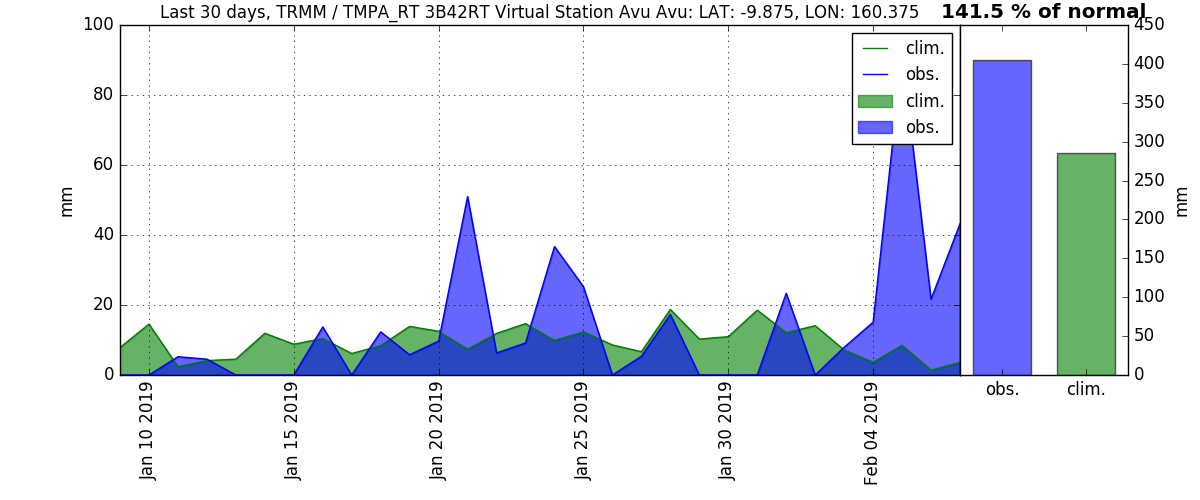 Last 30 days, TRMM / TMPA_RT 3B42RT Virtual Station Avu Avu: LAT: -9.875, LON: 160.375
141.5 % of normal
100
80
60
40
20
0
mm
clim.
obs.
clim.
obs.
Jan 10 2019
Jan 15 2019
Jan 20 2019
Jan 25 2019
Jan 30 2019
Feb 04 2019
450
400
350
300
250
200
150
100
50
0
mm
obs.
clim.